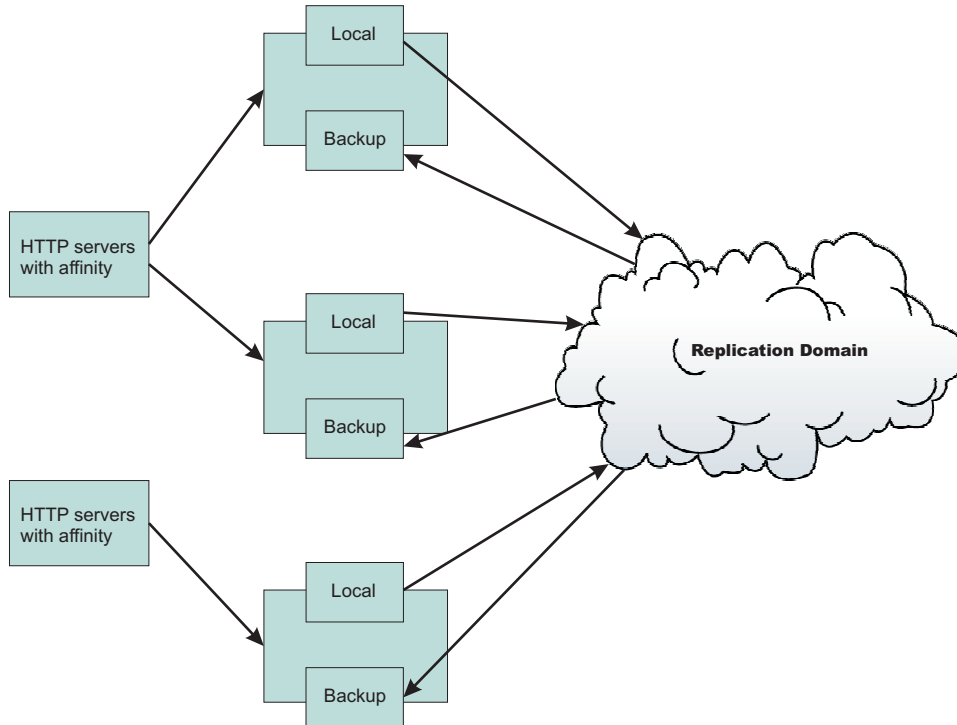 Local
Backup
HTTP servers
with affinity
Local
Replication Domain
Backup
HTTP servers
with affinity
Local
Backup